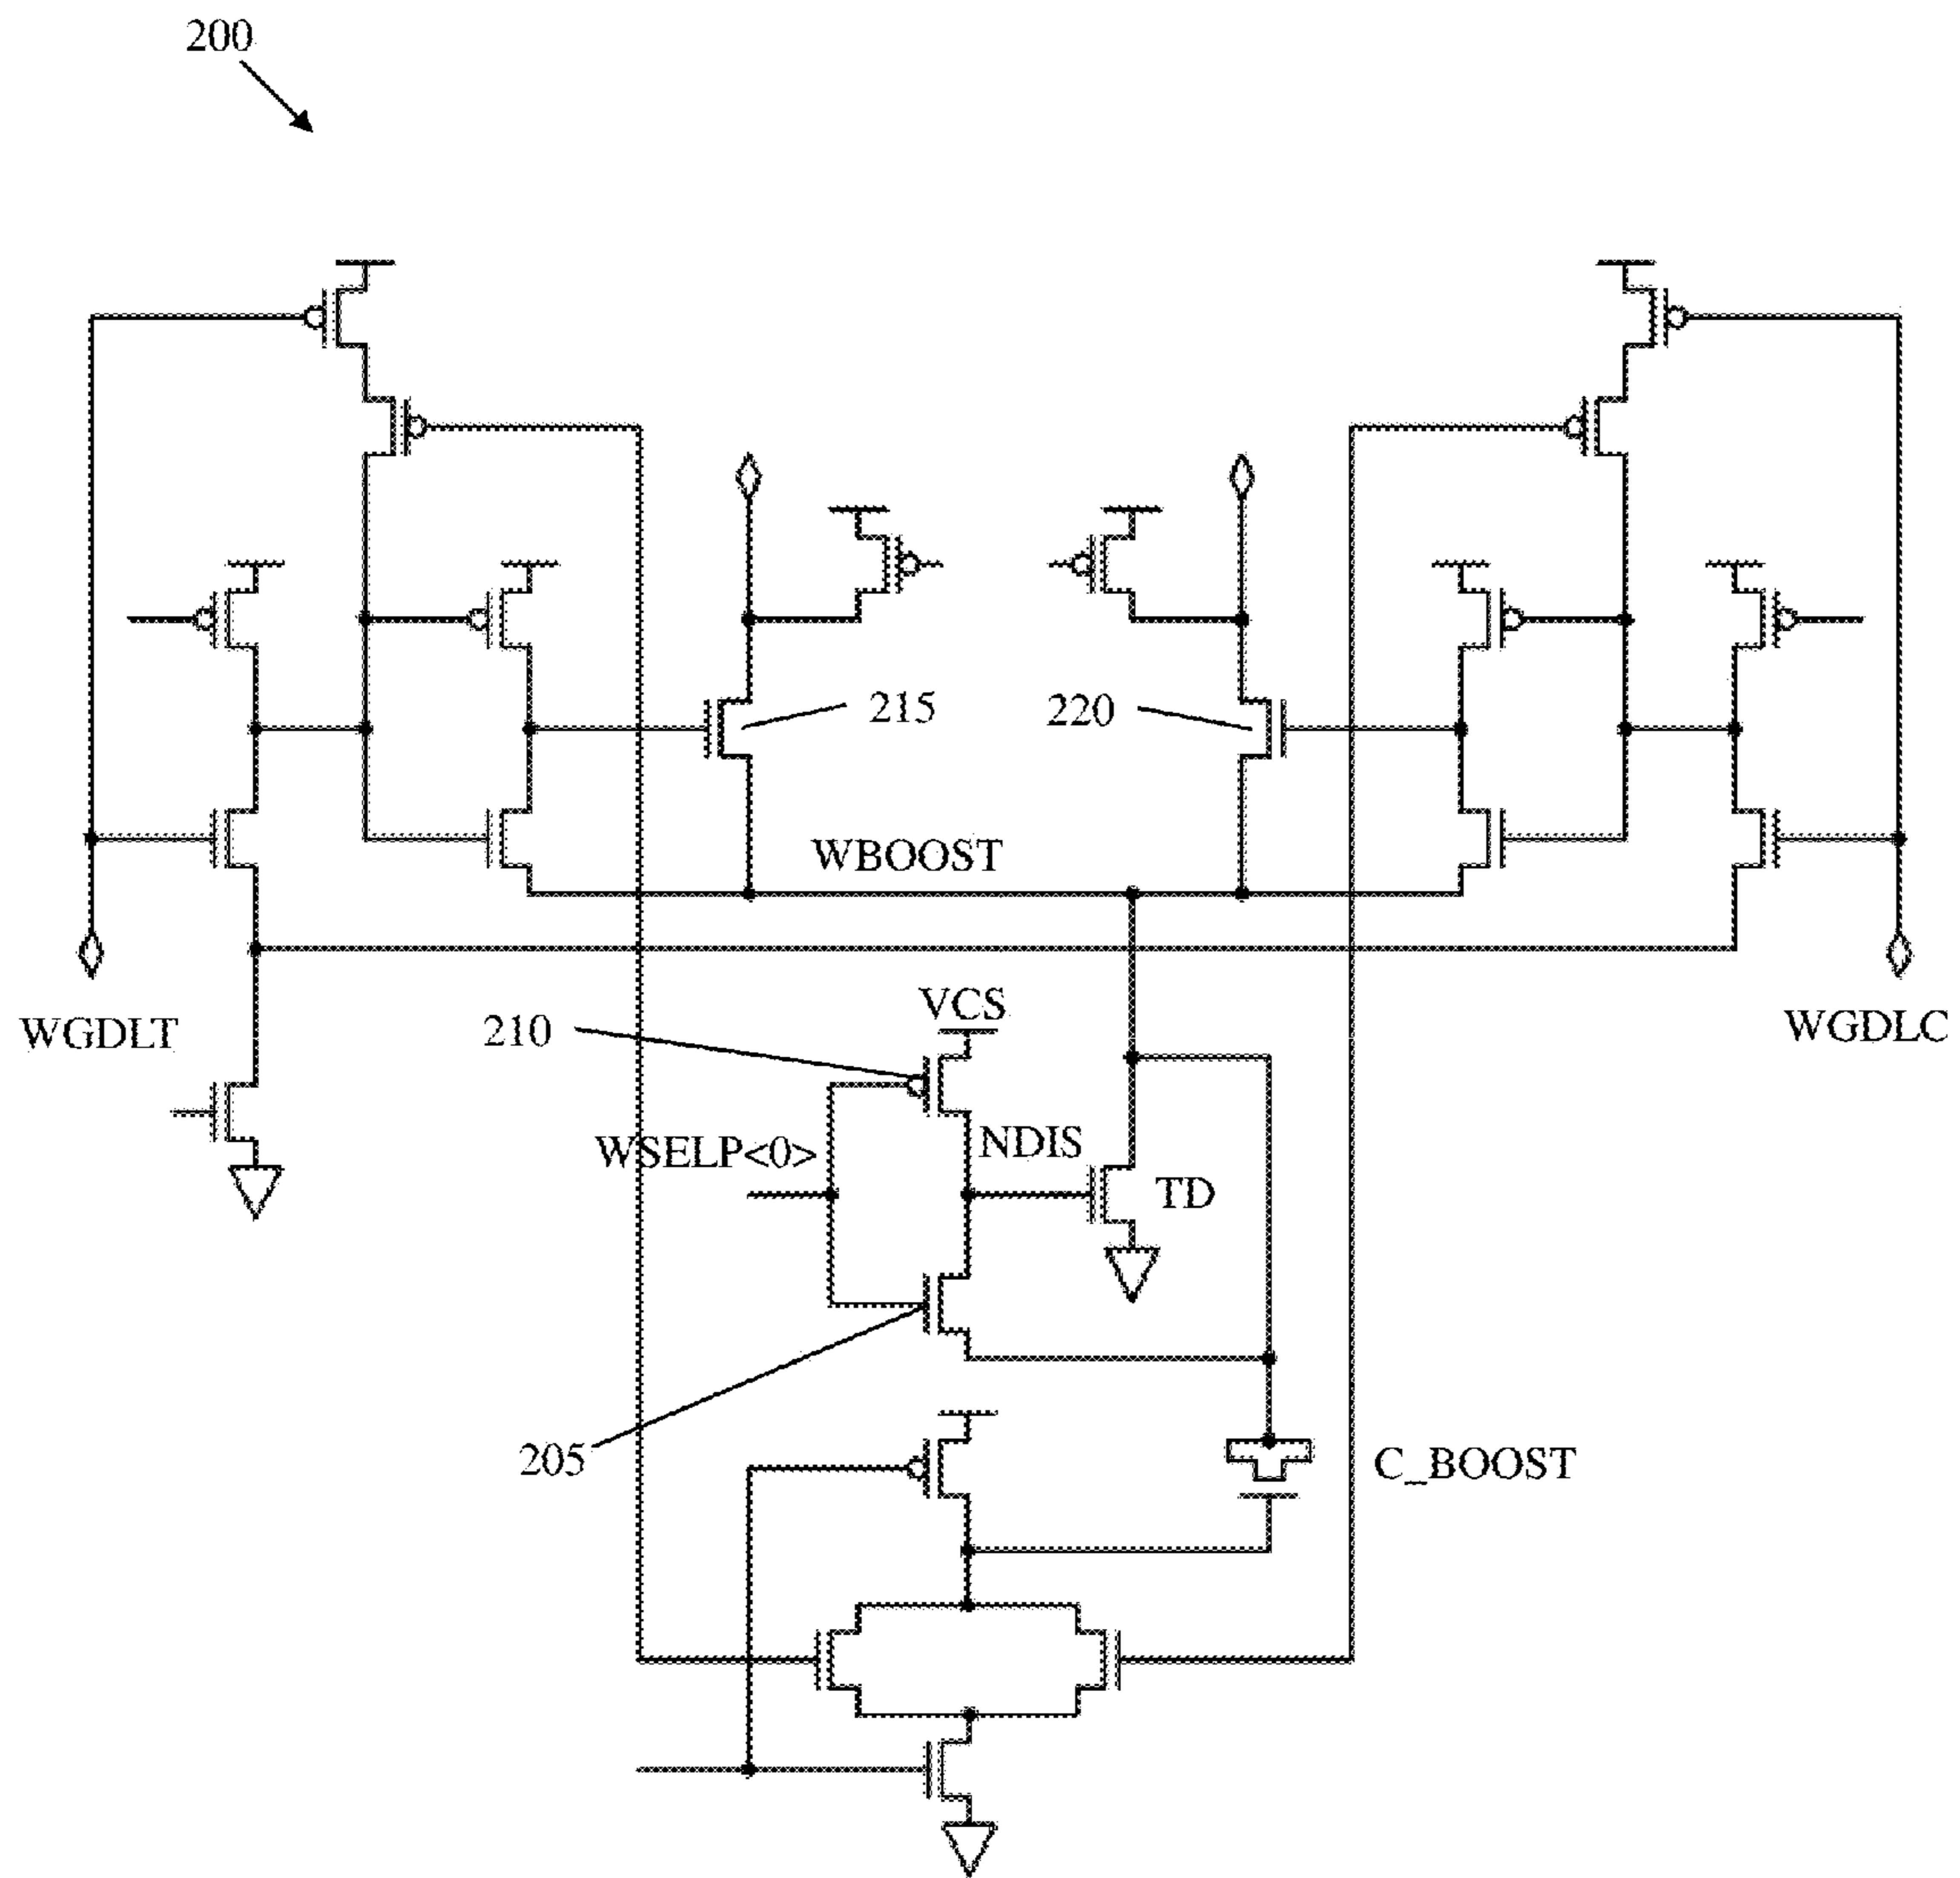 200
215
220
WBOOST
WGDLT
WGDLC
VCS
210
WSELP<0>
NDIS
TD
205
C_BOOST